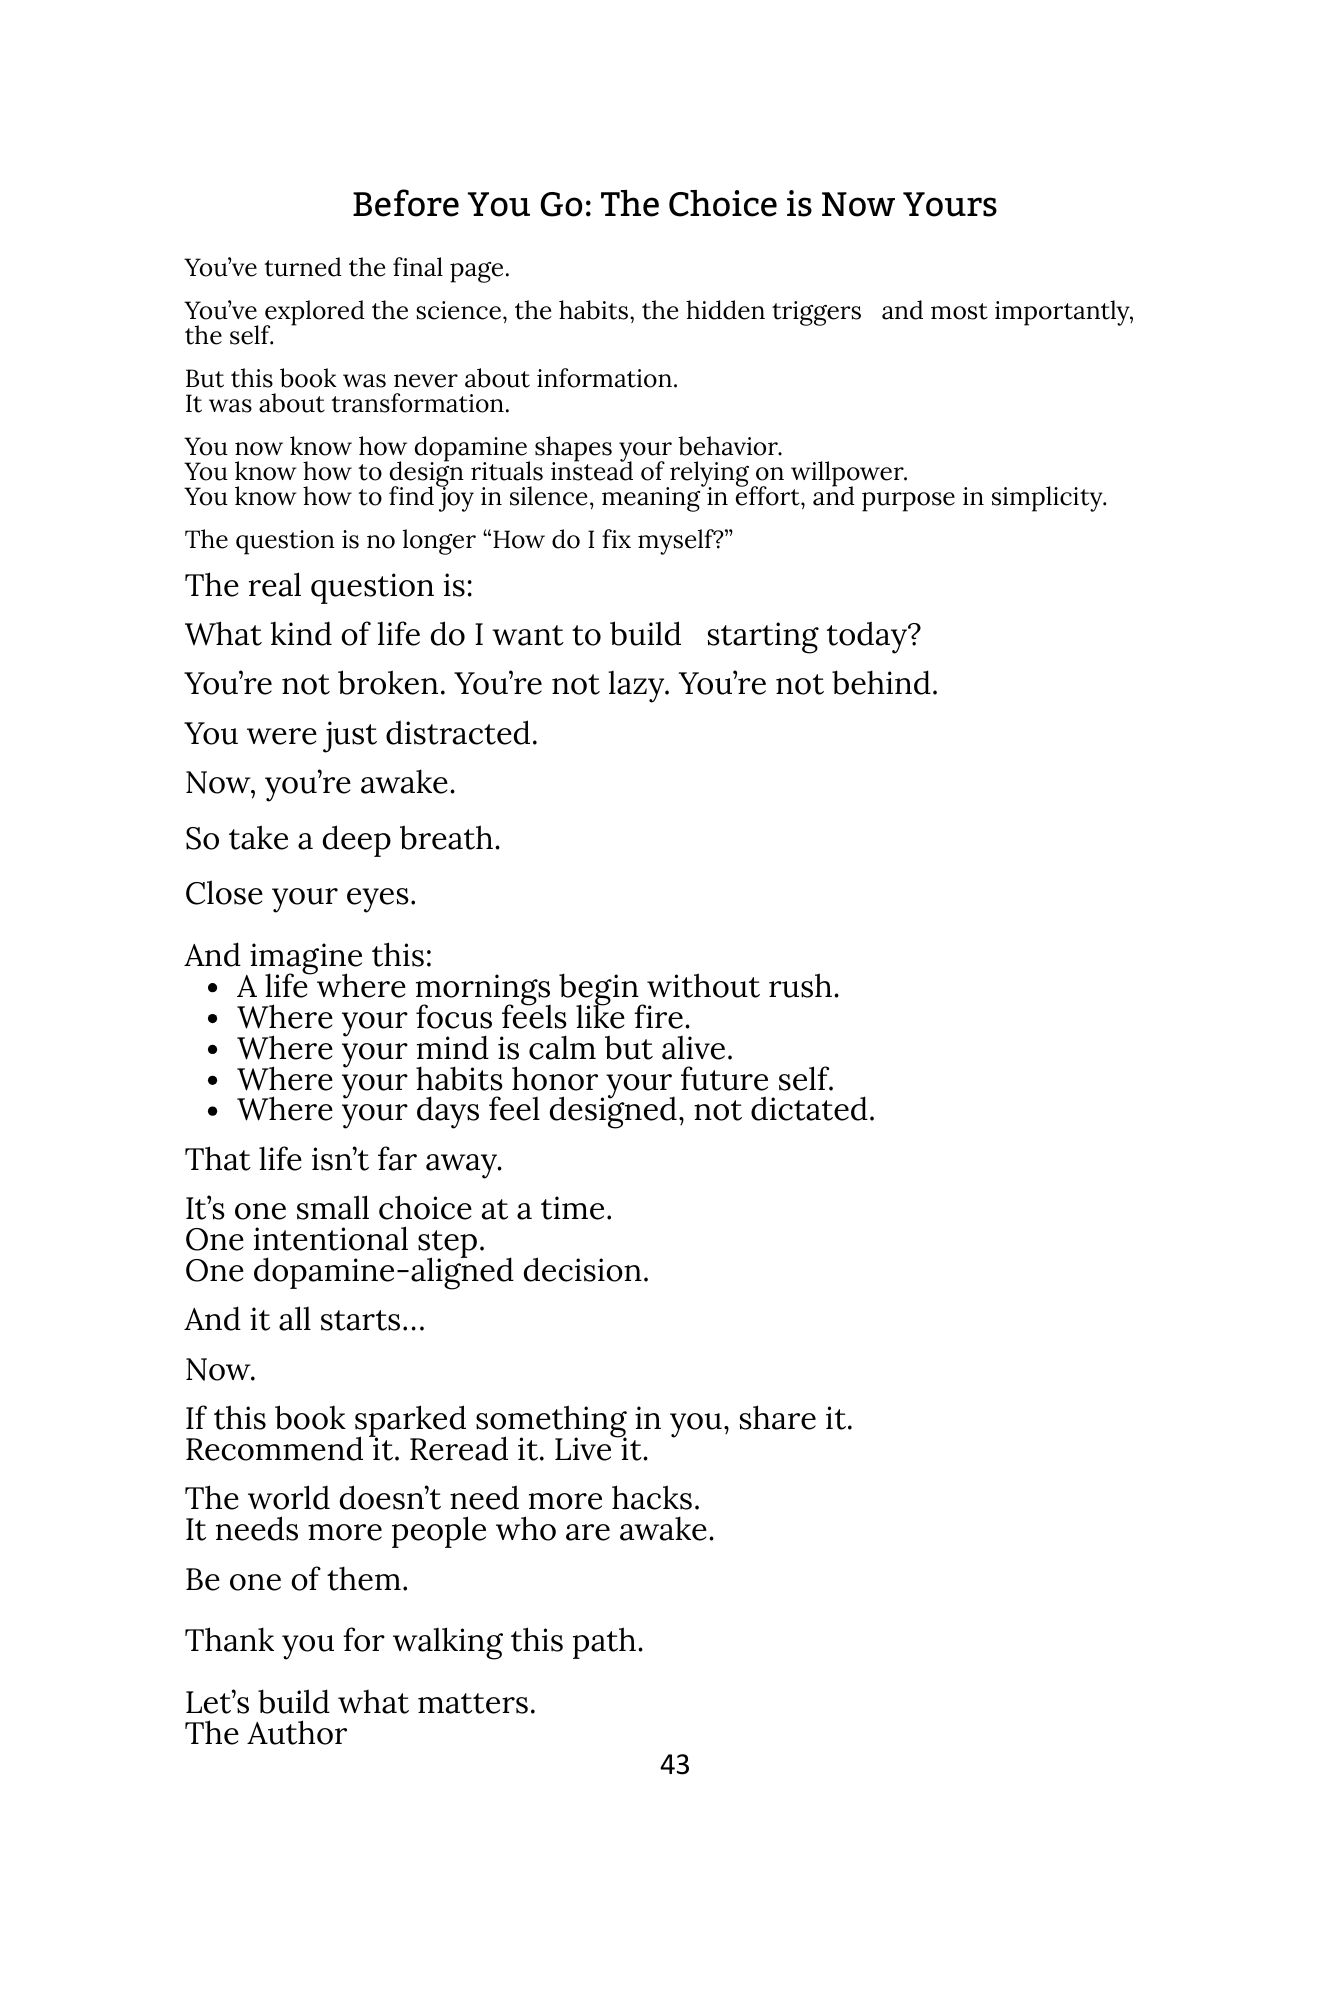 Before You Go: The Choice is Now Yours
You’ve turned the final page.
You’ve explored the science, the habits, the hidden triggers   and most importantly,
the self.
But this book was never about information.
It was about transformation.
You now know how dopamine shapes your behavior.
You know how to design rituals instead of relying on willpower.
You know how to find joy in silence, meaning in effort, and purpose in simplicity.
The question is no longer “How do I fix myself?”
The real question is:
What kind of life do I want to build   starting today?
You’re not broken. You’re not lazy. You’re not behind.
You were just distracted.
Now, you’re awake.
So take a deep breath.
Close your eyes.
And imagine this:
• A life where mornings begin without rush.
• Where your focus feels like fire.
• Where your mind is calm but alive.
• Where your habits honor your future self.
• Where your days feel designed, not dictated.
That life isn’t far away.
It’s one small choice at a time.
One intentional step.
One dopamine-aligned decision.
And it all starts…
Now.
If this book sparked something in you, share it.
Recommend it. Reread it. Live it.
The world doesn’t need more hacks.
It needs more people who are awake.
Be one of them.
Thank you for walking this path.
Let’s build what matters.
The Author
43